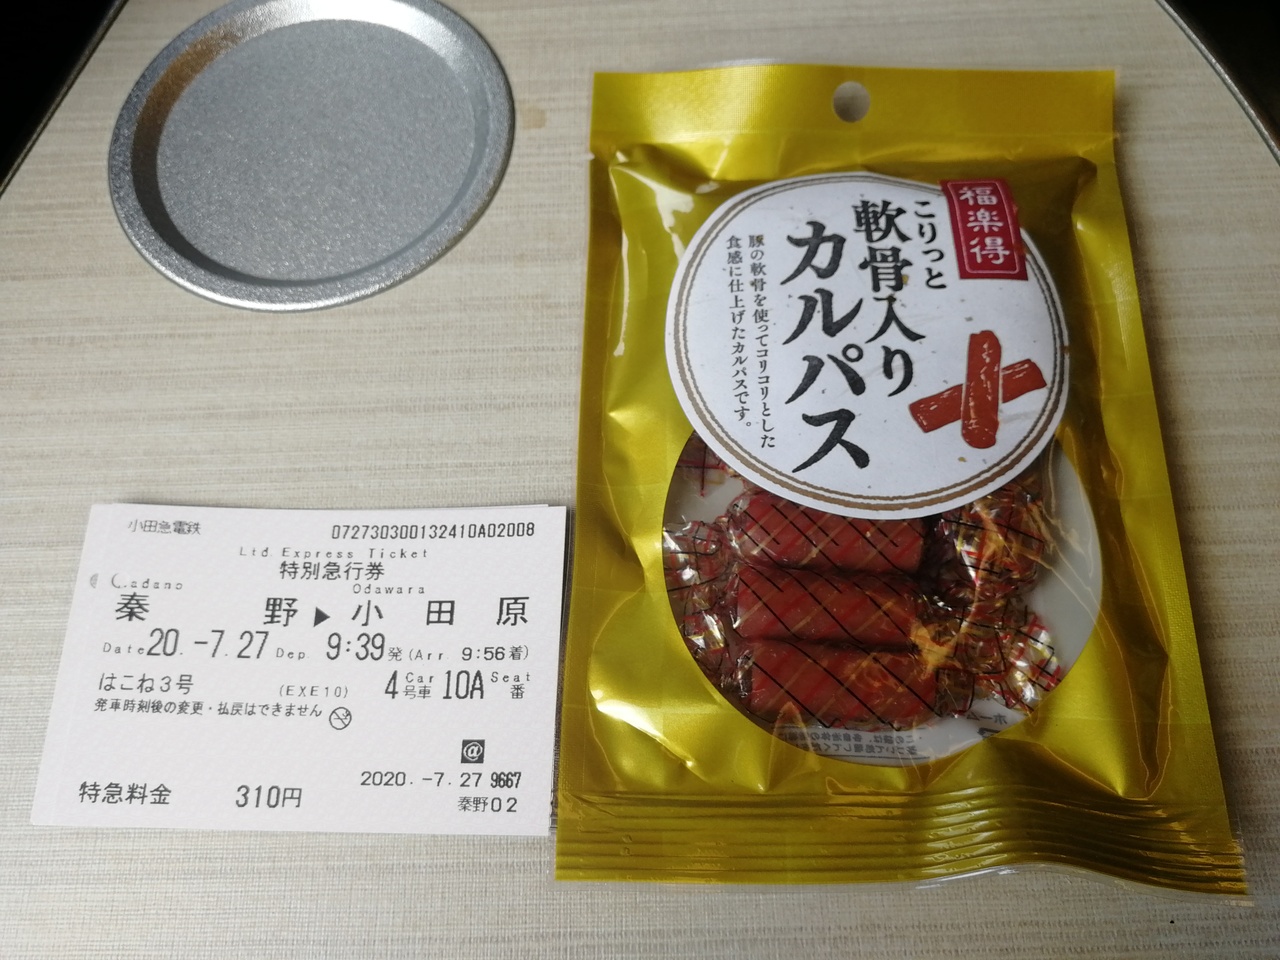 小田急電鉄 07273030013241​0A02008
Ltd.Express Ticket
特別急行券
Odawara
秦野▶小田原
Date 20.-7.27 Dep 9:39発(Arr 9:56着)
はこね3号 (EXE10) 4号車 Car 10A番 Seat
発車時刻後の変更・払戻はできません
@
2020.-7.27 9667
特急料金 310円 秦野02
福楽得
こりっと
軟骨入り
カルパス
豚の軟骨を使ってコリコリとした
食感に仕上げたカルパスです。